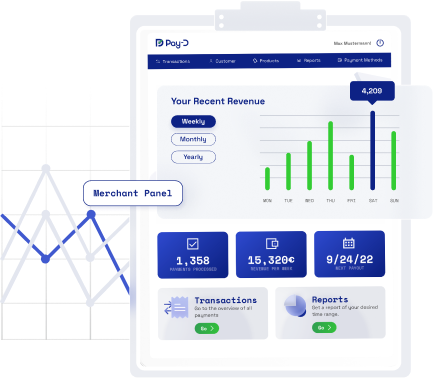 Pay-D
Max Mustermann
Transactions Customer Products Reports Payment Methods
4,209
Your Recent Revenue
Weekly
Monthly
Yearly
MON TUE WED THU FRI SAT SUN
Merchant Panel
1,358
PAYMENTS PROCESSED
15,320€
REVENUE PER WEEK
9/24/22
NEXT PAYOUT
Transactions
Go to the overview of all
payments
Go
Reports
Get a report of your desired
time range.
Go